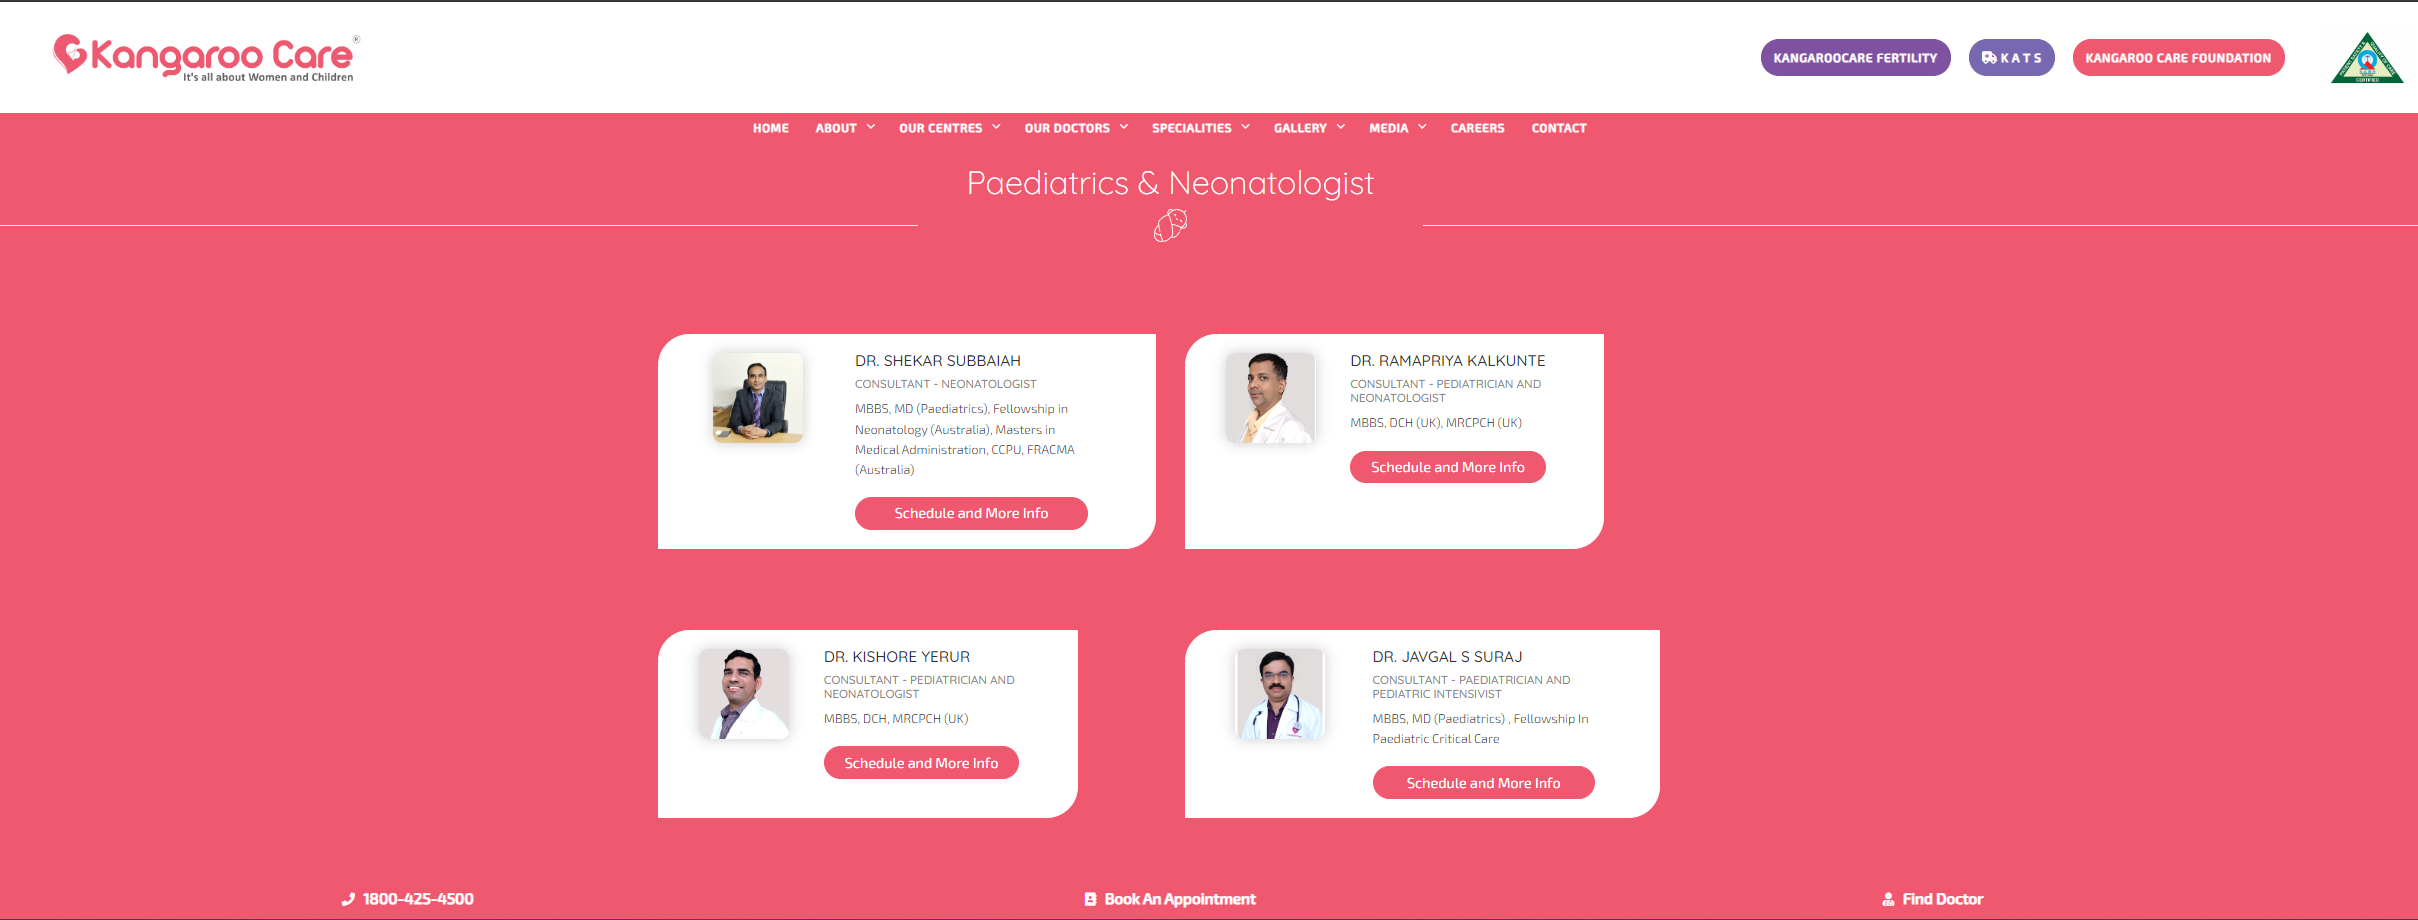 Kangaroo Care®
It's all about Women and Children
KANGAROOCARE FERTILITY
K A T S
KANGAROO CARE FOUNDATION
CERTIFIED
HOME ABOUT OUR CENTRES OUR DOCTORS SPECIALITIES GALLERY MEDIA CAREERS CONTACT
Paediatrics & Neonatologist
DR. SHEKAR SUBBAIAH
CONSULTANT - NEONATOLOGIST
MBBS, MD (Paediatrics), Fellowship in
Neonatology (Australia), Masters in
Medical Administration, CCPU, FRACMA
(Australia)
Schedule and More Info
DR. RAMAPRIYA KALKUNTE
CONSULTANT - PEDIATRICIAN AND
NEONATOLOGIST
MBBS, DCH (UK), MRCPCH (UK)
Schedule and More Info
DR. KISHORE YERUR
CONSULTANT - PEDIATRICIAN AND
NEONATOLOGIST
MBBS, DCH, MRCPCH (UK)
Schedule and More Info
DR. JAVGAL S SURAJ
CONSULTANT - PAEDIATRICIAN AND
PEDIATRIC INTENSIVIST
MBBS, MD (Paediatrics) , Fellowship In
Paediatric Critical Care
Schedule and More Info
1800-425-4500
Book An Appointment
Find Doctor